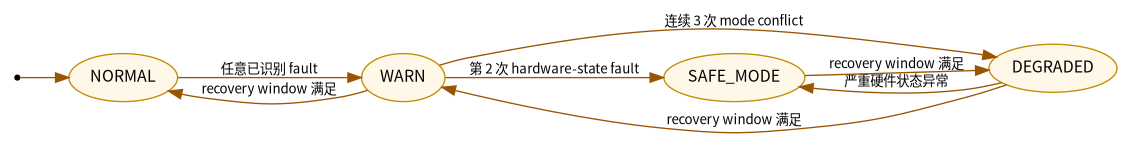 连续 3 次 mode conflict
NORMAL
任意已识别 fault
recovery window 满足
WARN
第 2 次 hardware-state fault
SAFE_MODE
recovery window 满足
严重硬件状态异常
DEGRADED
recovery window 满足